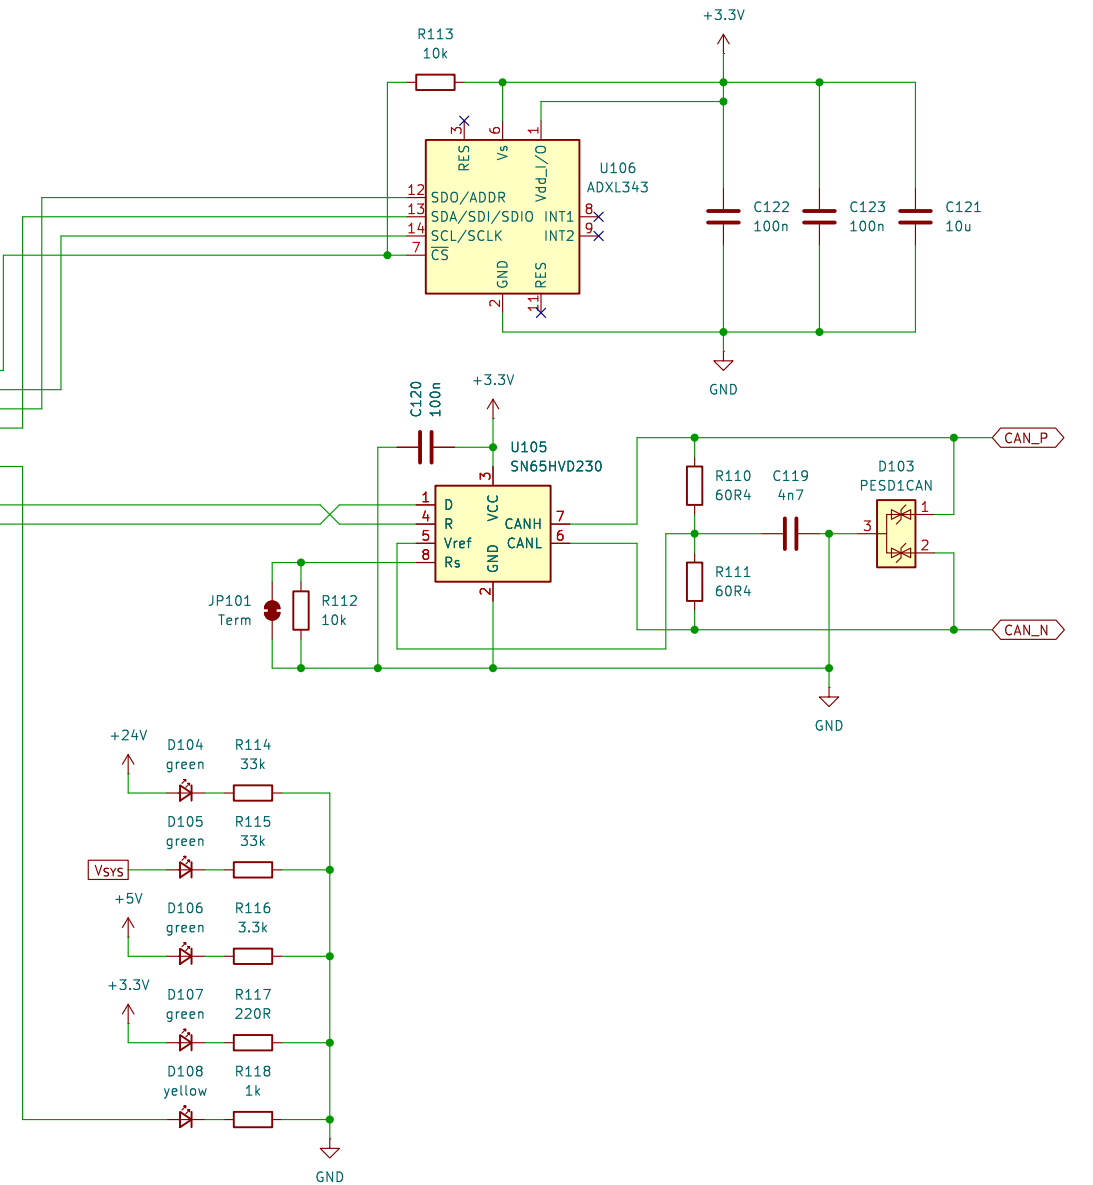 +3.3V
R113
10k
3
6
1
RES
Vs
Vdd_I/O
U106
ADXL343
12
SDO/ADDR
13
SDA/SDI/SDIO
INT1
8
14
SCL/SCLK
INT2
9
7
CS
GND
RES
2
11
C122
100n
C123
100n
C121
10u
GND
C120
100n
+3.3V
U105
SN65HVD230
3
VCC
1
D
4
R
CANH
7
5
Vref
CANL
6
8
Rs
GND
2
R110
60R4
C119
4n7
D103
PESD1CAN
1
3
2
CAN_P
R111
60R4
CAN_N
JP101
Term
R112
10k
GND
+24V
D104
green
R114
33k
D105
green
R115
33k
VSYS
+5V
D106
green
R116
3.3k
+3.3V
D107
green
R117
220R
D108
yellow
R118
1k
GND